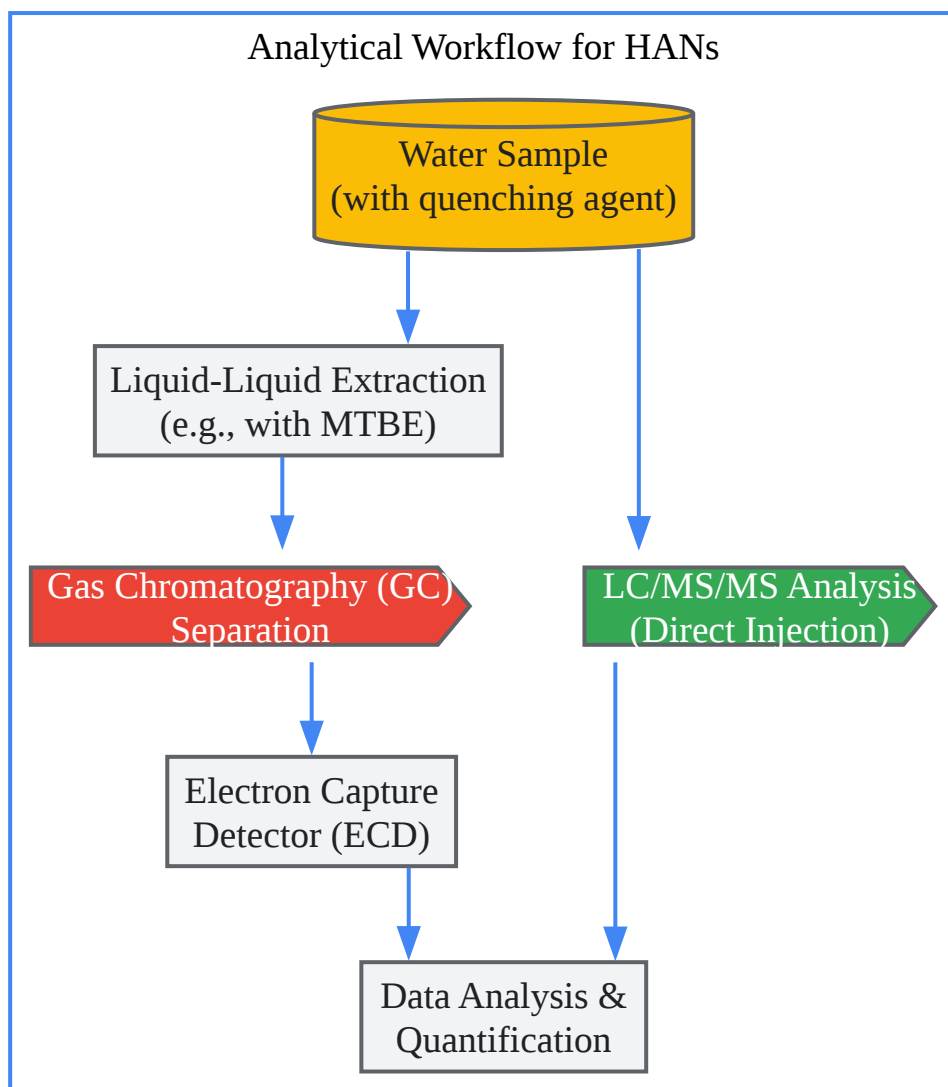 Analytical Workflow for HANs
Water Sample
(with quenching agent)
Liquid-Liquid Extraction
(e.g., with MTBE)
Gas Chromatography (GC)
Separation
LC/MS/MS Analysis
(Direct Injection)
Electron Capture
Detector (ECD)
Data Analysis &
Quantification